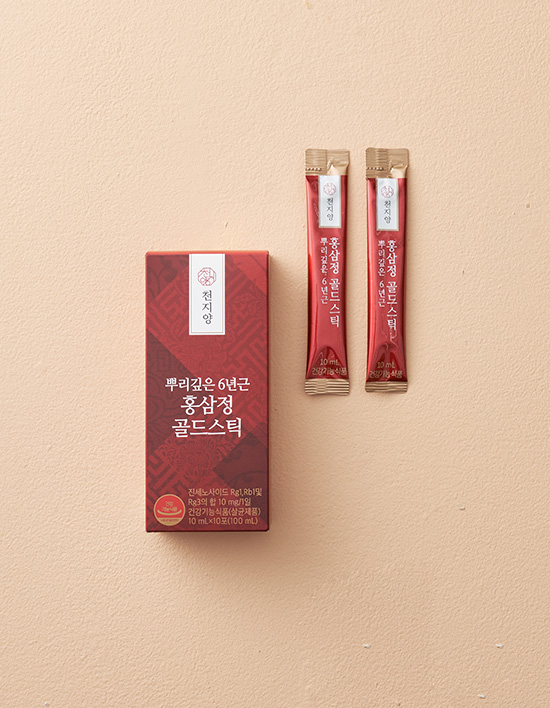 천지양
뿌리깊은 6년근
홍삼정
골드스틱
진세노사이드 Rg1,Rb1및
Rg3의 합 10 mg/1일
건강기능식품(살균제품)
10 mL×10포(100 mL)
천지양
홍삼정 골드스틱
뿌리깊은 6년근
10 mL
건강기능식품
천지양
홍삼정 골드스틱
뿌리깊은 6년근
10 mL
건강기능식품